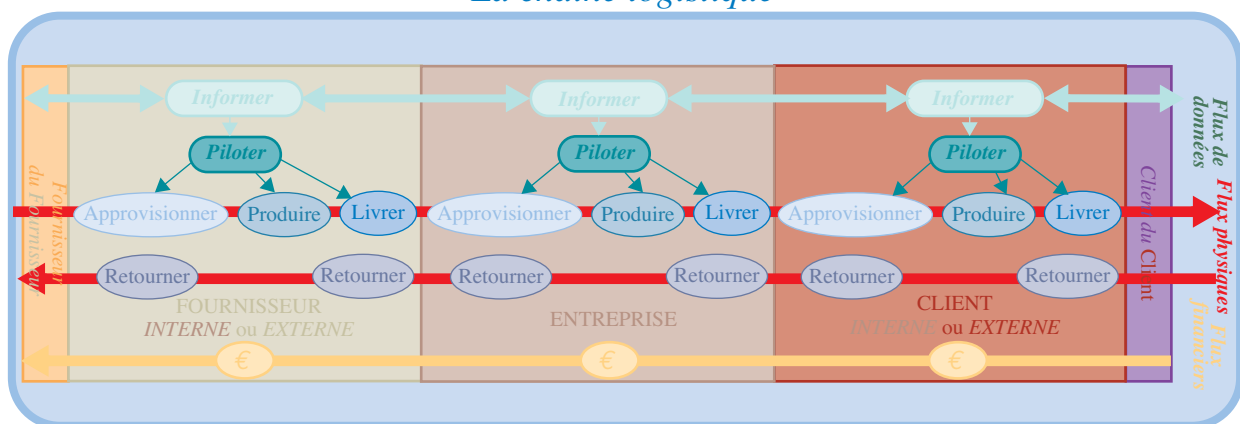 La chaîne logistique
Informer
Informer
Informer
Piloter
Piloter
Piloter
Approvisionner
Produire
Livrer
Approvisionner
Produire
Livrer
Approvisionner
Produire
Livrer
Retourner
Retourner
Retourner
Retourner
Retourner
Retourner
FOURNISSEUR
INTERNE ou EXTERNE
ENTREPRISE
CLIENT
INTERNE ou EXTERNE
€
€
€
Fournisseur
du Fournisseur
Client du Client
Flux de
données
Flux physiques
Flux
financiers